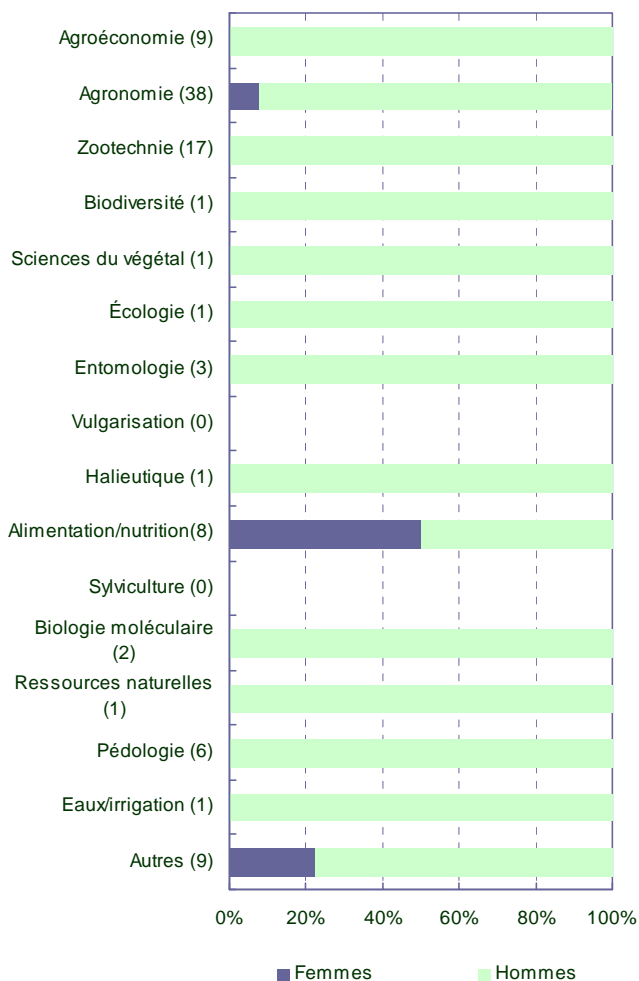 Agroéconomie (9)
Agronomie (38)
Zootechnie (17)
Biodiversité (1)
Sciences du végétal (1)
Écologie (1)
Entomologie (3)
Vulgarisation (0)
Halieutique (1)
Alimentation/nutrition(8)
Sylviculture (0)
Biologie moléculaire
(2)
Ressources naturelles
(1)
Pédologie (6)
Eaux/irrigation (1)
Autres (9)
0% 20% 40% 60% 80% 100%
Femmes Hommes